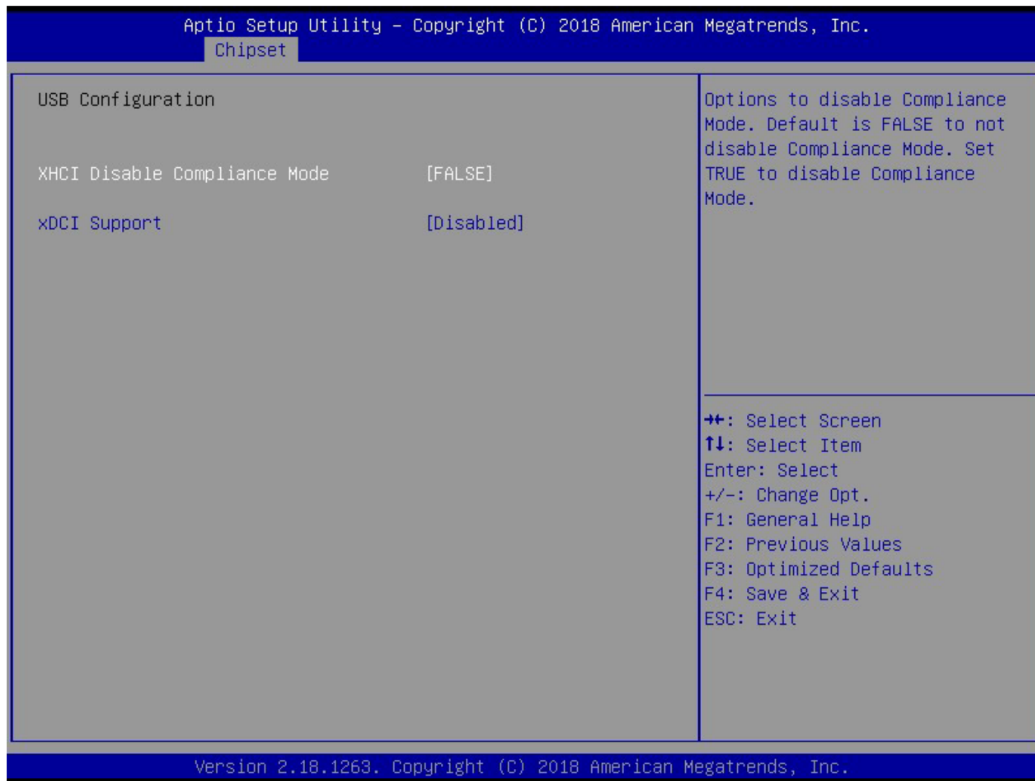 Aptio Setup Utility – Copyright (C) 2018 American Megatrends, Inc.
Chipset
USB Configuration
XHCI Disable Compliance Mode [FALSE]
xDCI Support [Disabled]
Options to disable Compliance
Mode. Default is FALSE to not
disable Compliance Mode. Set
TRUE to disable Compliance
Mode.
→←: Select Screen
↑↓: Select Item
Enter: Select
+/-: Change Opt.
F1: General Help
F2: Previous Values
F3: Optimized Defaults
F4: Save & Exit
ESC: Exit
Version 2.18.1263. Copyright (C) 2018 American Megatrends, Inc.